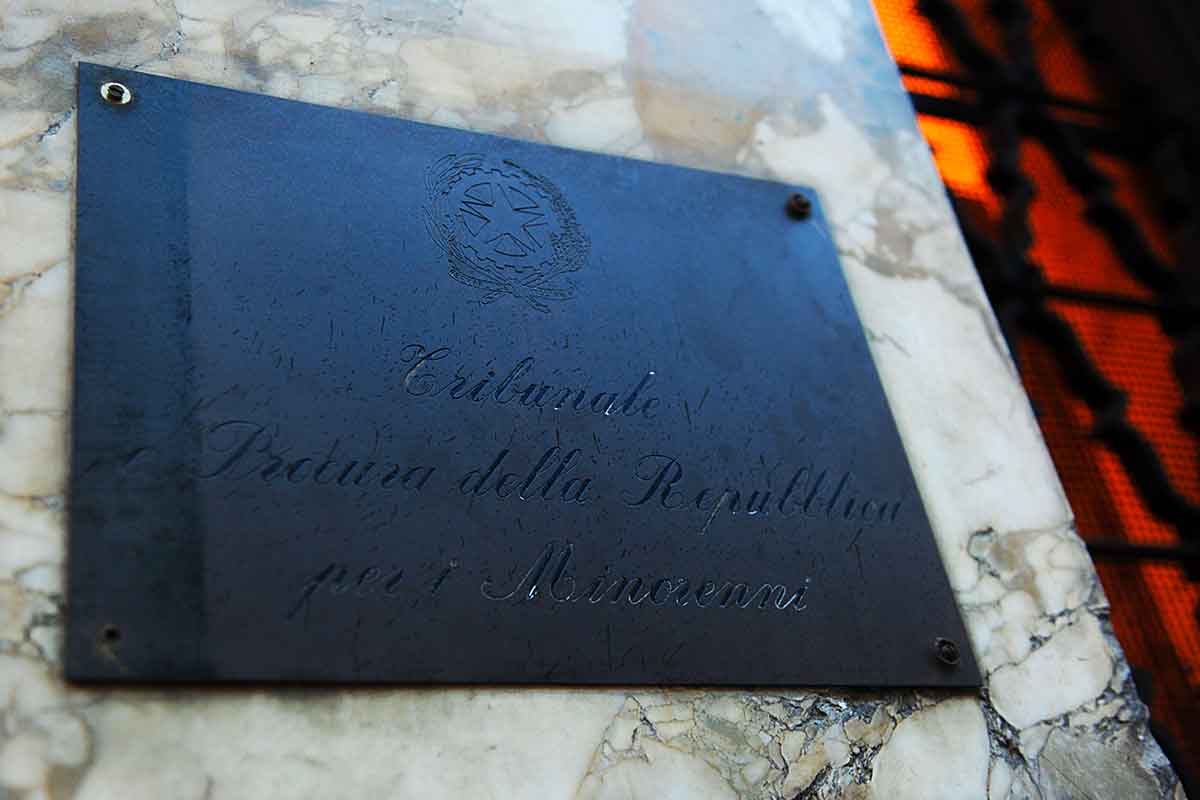 Tribunale
e Procura della Repubblica
per i Minorenni